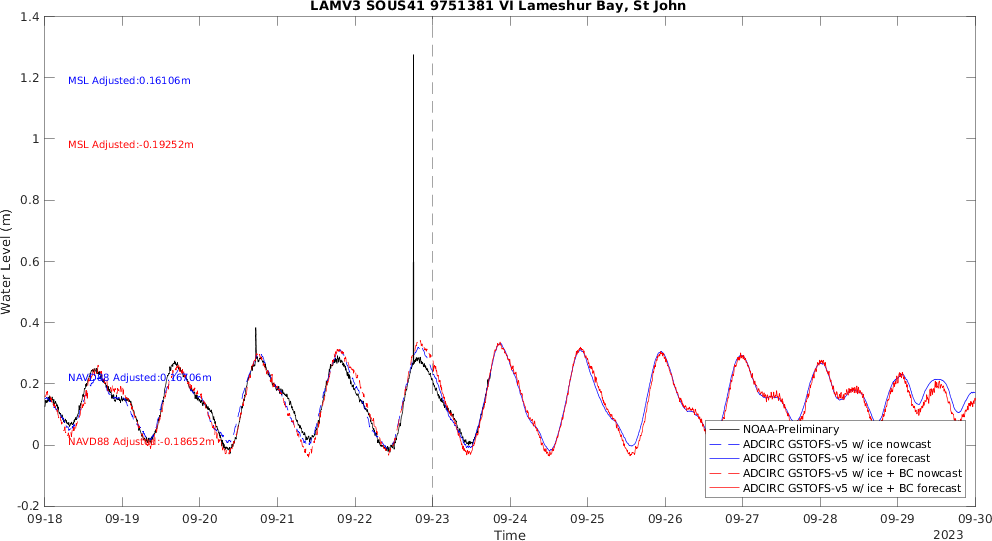 LAMV3 SOUS41 9751381 VI Lameshur Bay, St John
1.4
1.2
1
0.8
0.6
0.4
0.2
0
-0.2
Water Level (m)
MSL Adjusted:0.16106m
MSL Adjusted:-0.19252m
NAVD88 Adjusted:0.16706m
NAVD88 Adjusted:-0.18652m
NOAA-Preliminary
ADCIRC GSTOFS-v5 w/ ice nowcast
ADCIRC GSTOFS-v5 w/ ice forecast
ADCIRC GSTOFS-v5 w/ ice + BC nowcast
ADCIRC GSTOFS-v5 w/ ice + BC forecast
09-18 09-19 09-20 09-21 09-22 09-23 09-24 09-25 09-26 09-27 09-28 09-29 09-30
Time
2023